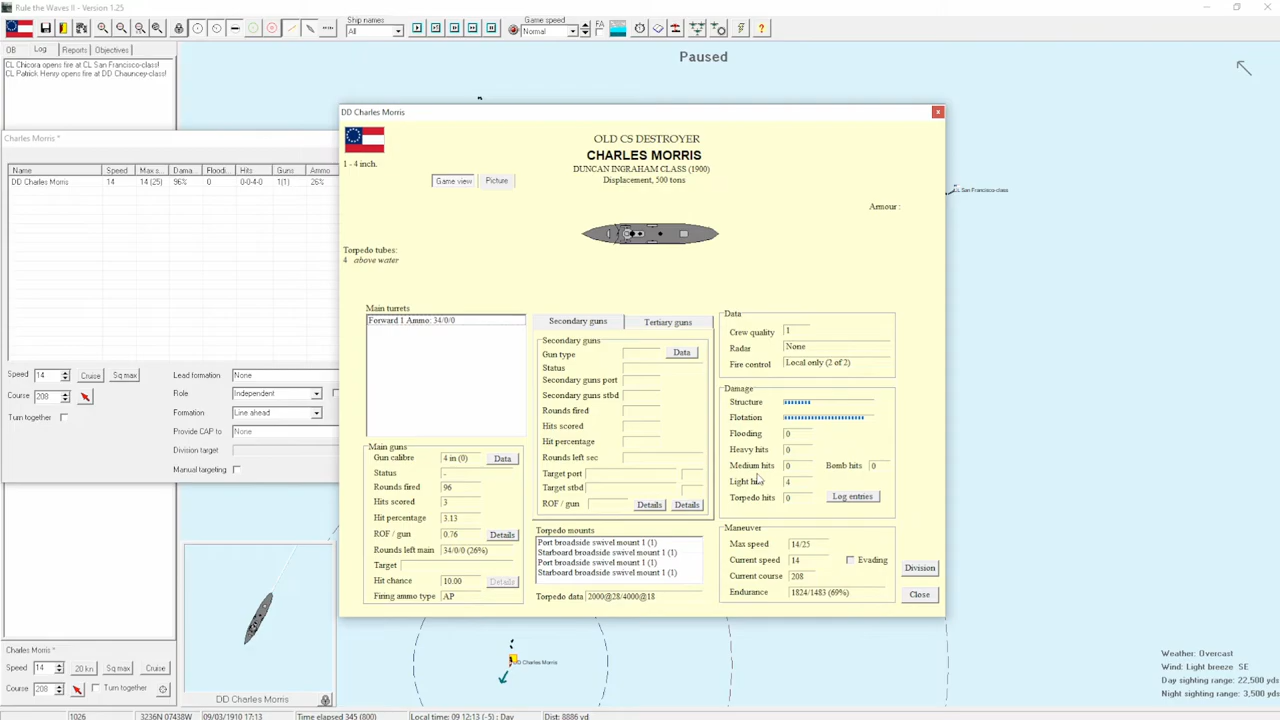 Rule the Waves II - Version 1.25
Ship names
All
Game speed
Normal
FA
OB Log Reports Objectives
CL Chicora opens fire at CL San Francisco-class!
CL Patrick Henry opens fire at DD Chauncey-class!
Paused
Charles Morris *
Name Speed Max s... Dama... Floodi... Hits Guns Ammo
DD Charles Morris 14 14 (25) 96% 0 0-0-4-0 1(1) 26%
Speed 14 Cruise Sq max
Course 208
Turn together
Lead formation None
Role Independent
Formation Line ahead
Provide CAP to None
Division target
Manual targeting
DD Charles Morris
1 - 4 inch.
Game view Picture
OLD CS DESTROYER
CHARLES MORRIS
DUNCAN INGRAHAM CLASS (1900)
Displacement, 500 tons
Armour :
Torpedo tubes:
4 above water
Main turrets
Forward 1 Ammo: 34/0/0
Main guns
Gun calibre 4 in (0) Data
Status -
Rounds fired 96
Hits scored 3
Hit percentage 3.13
ROF / gun 0.76 Details
Rounds left main 34/0/0 (26%)
Target
Hit chance 10.00 Details
Firing ammo type AP
Secondary guns Tertiary guns
Secondary guns
Gun type Data
Status
Secondary guns port
Secondary guns stbd
Rounds fired
Hits scored
Hit percentage
Rounds left sec
Target port
Target stbd
ROF / gun Details Details
Torpedo mounts
Port broadside swivel mount 1 (1)
Starboard broadside swivel mount 1 (1)
Port broadside swivel mount 1 (1)
Starboard broadside swivel mount 1 (1)
Torpedo data 2000@28/4000@18
Data
Crew quality 1
Radar None
Fire control Local only (2 of 2)
Damage
Structure
Flotation
Flooding 0
Heavy hits 0
Medium hits 0 Bomb hits 0
Light hits 4
Torpedo hits 0 Log entries
Maneuver
Max speed 14/25
Current speed 14 Evading
Current course 208
Endurance 1824/1483 (69%)
Division
Close
CL San Francisco-class
DD Charles Morris
Charles Morris *
Speed 14 20 kn Sq max Cruise
Course 208 Turn together
DD Charles Morris
Weather: Overcast
Wind: Light breeze SE
Day sighting range: 22,500 yds
Night sighting range: 3,500 yds
1026 3236N 07438W 09/03/1910 17:13 Time elapsed 345 (800) Local time: 09 12:13 (-5) : Day Dist: 8886 yd